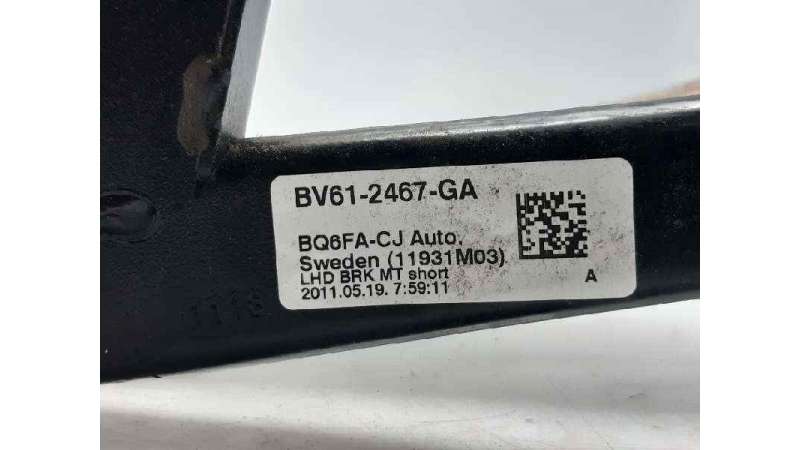 BV61-2467-GA
BQ6FA-CJ Auto,
Sweden (11931M03)
LHD BRK MT short
2011.05.19. 7:59:11
A